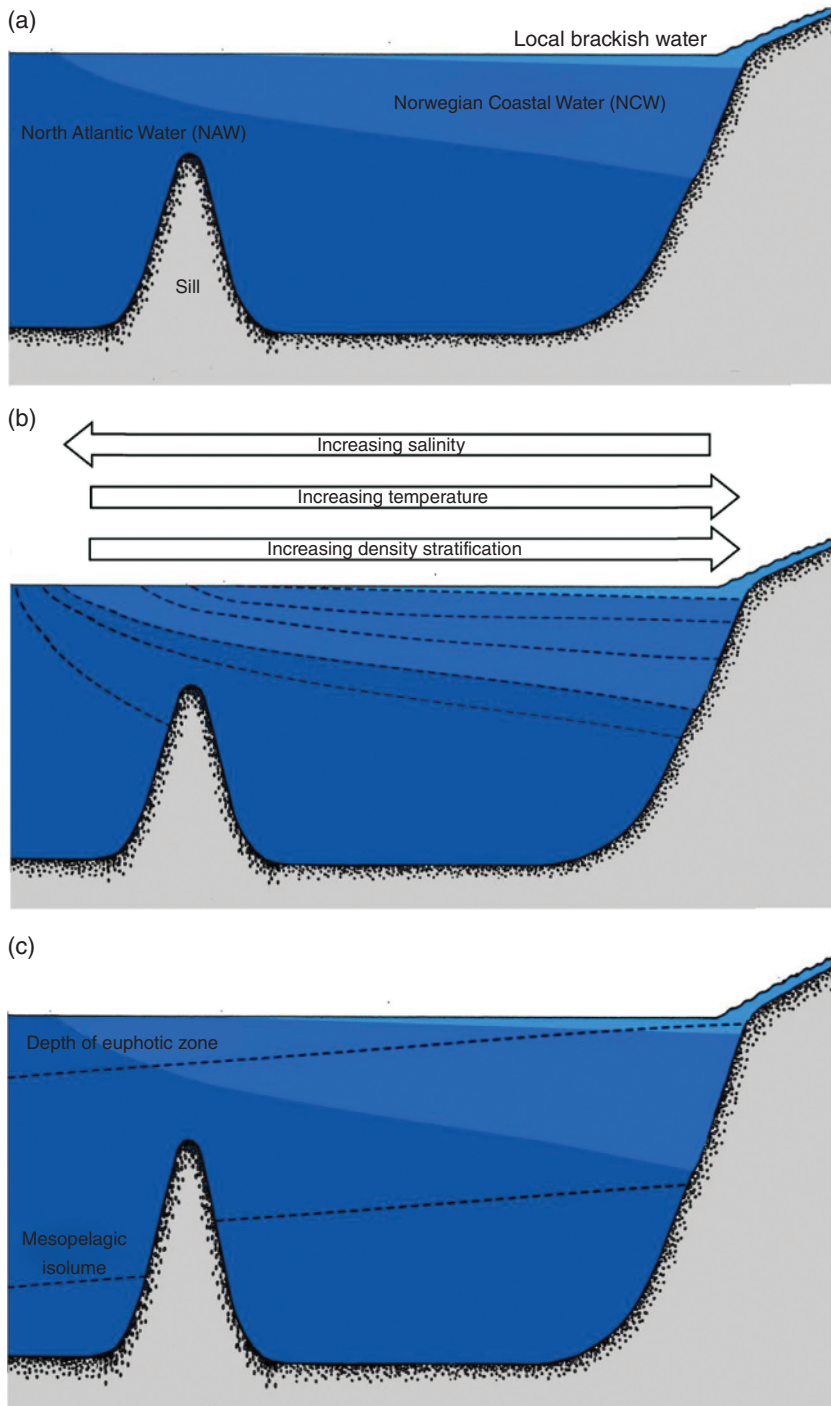 (a)
Local brackish water
Norwegian Coastal Water (NCW)
North Atlantic Water (NAW)
Sill
(b)
Increasing salinity
Increasing temperature
Increasing density stratification
(c)
Depth of euphotic zone
Mesopelagic
isolume